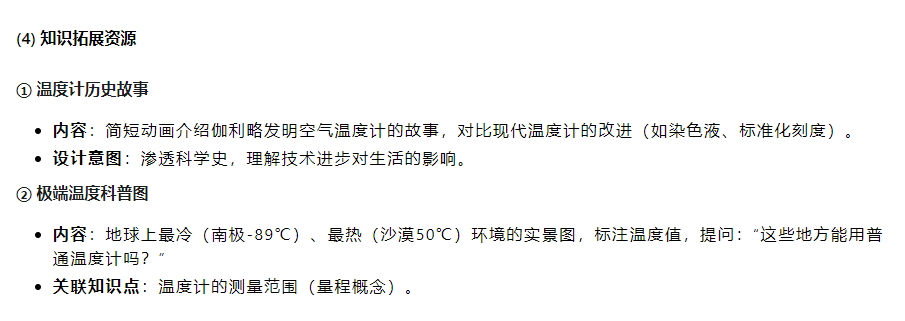 (4) 知识拓展资源
① 温度计历史故事
• 内容：简短动画介绍伽利略发明空气温度计的故事，对比现代温度计的改进（如染色液、标准化刻度）。
• 设计意图：渗透科学史，理解技术进步对生活的影响。
② 极端温度科普图
• 内容：地球上最冷（南极-89℃）、最热（沙漠50℃）环境的实景图，标注温度值，提问：“这些地方能用普
通温度计吗？”
• 关联知识点：温度计的测量范围（量程概念）。